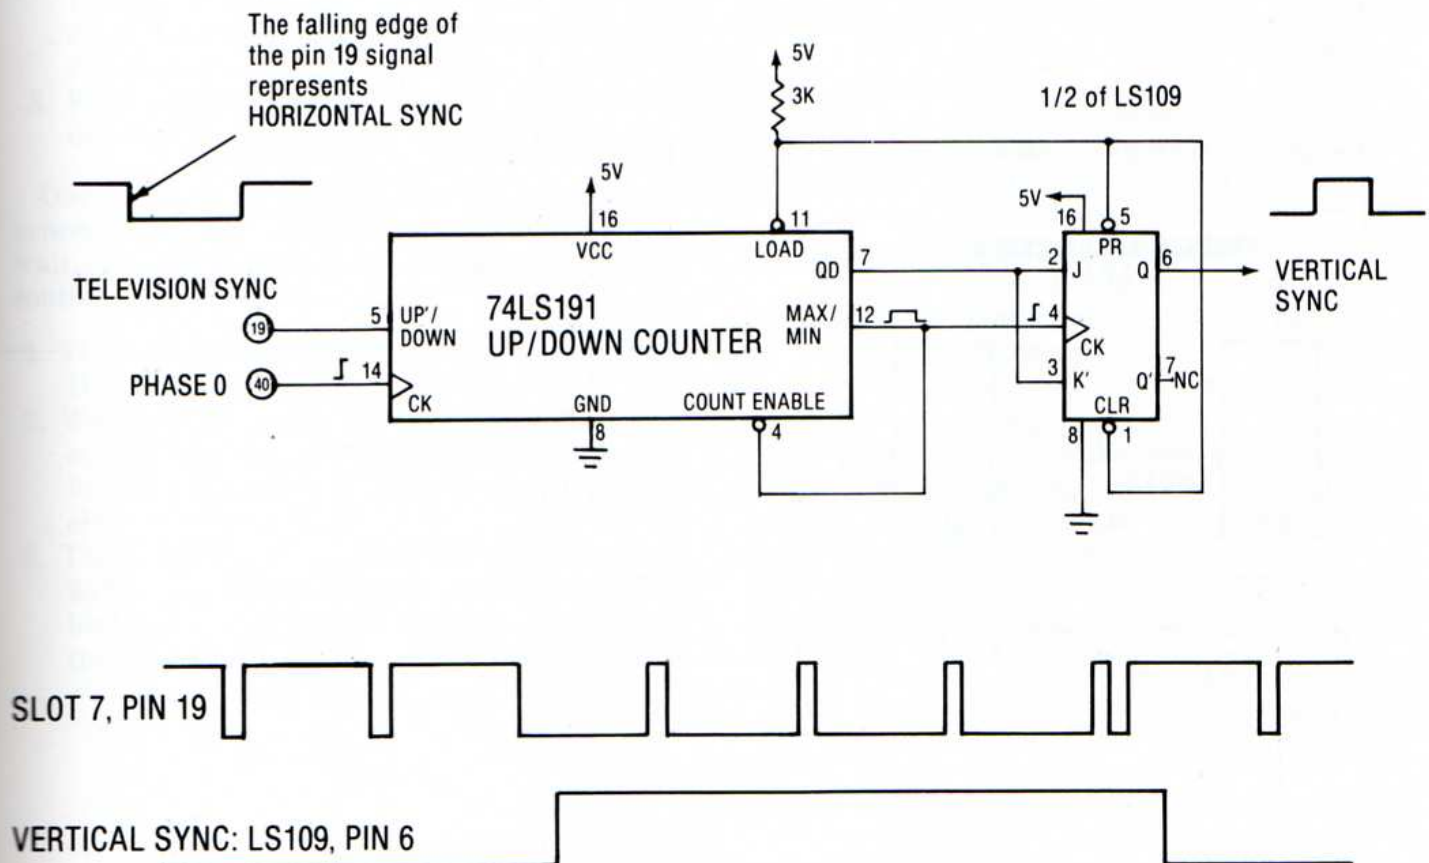 The falling edge of
the pin 19 signal
represents
HORIZONTAL SYNC
5V
3K
1/2 of LS109
5V
5V
16
11
16
5
VCC
LOAD
PR
QD
7
2
J
Q
6
TELEVISION SYNC
19
5
UP'/
DOWN
74LS191
UP/DOWN COUNTER
MAX/
MIN
12
4
CK
VERTICAL
SYNC
PHASE 0
40
14
CK
GND
COUNT ENABLE
3
K'
Q'
7
NC
CLR
8
4
8
1
SLOT 7, PIN 19
VERTICAL SYNC: LS109, PIN 6